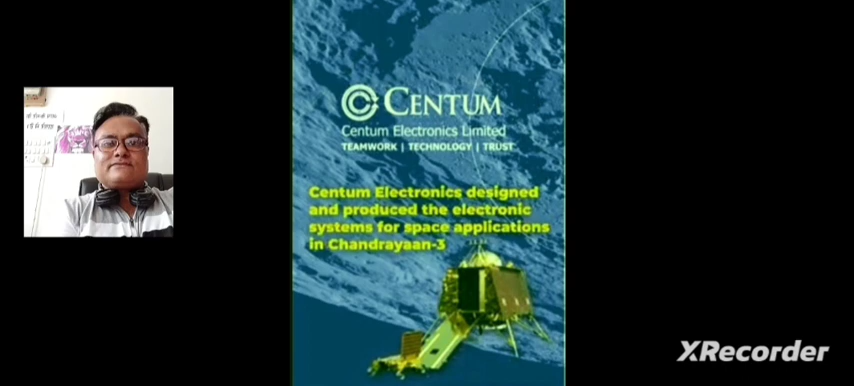 CENTUM
Centum Electronics Limited
TEAMWORK | TECHNOLOGY | TRUST
Centum Electronics designed
and produced the electronic
systems for space applications
in Chandrayaan-3
XRecorder